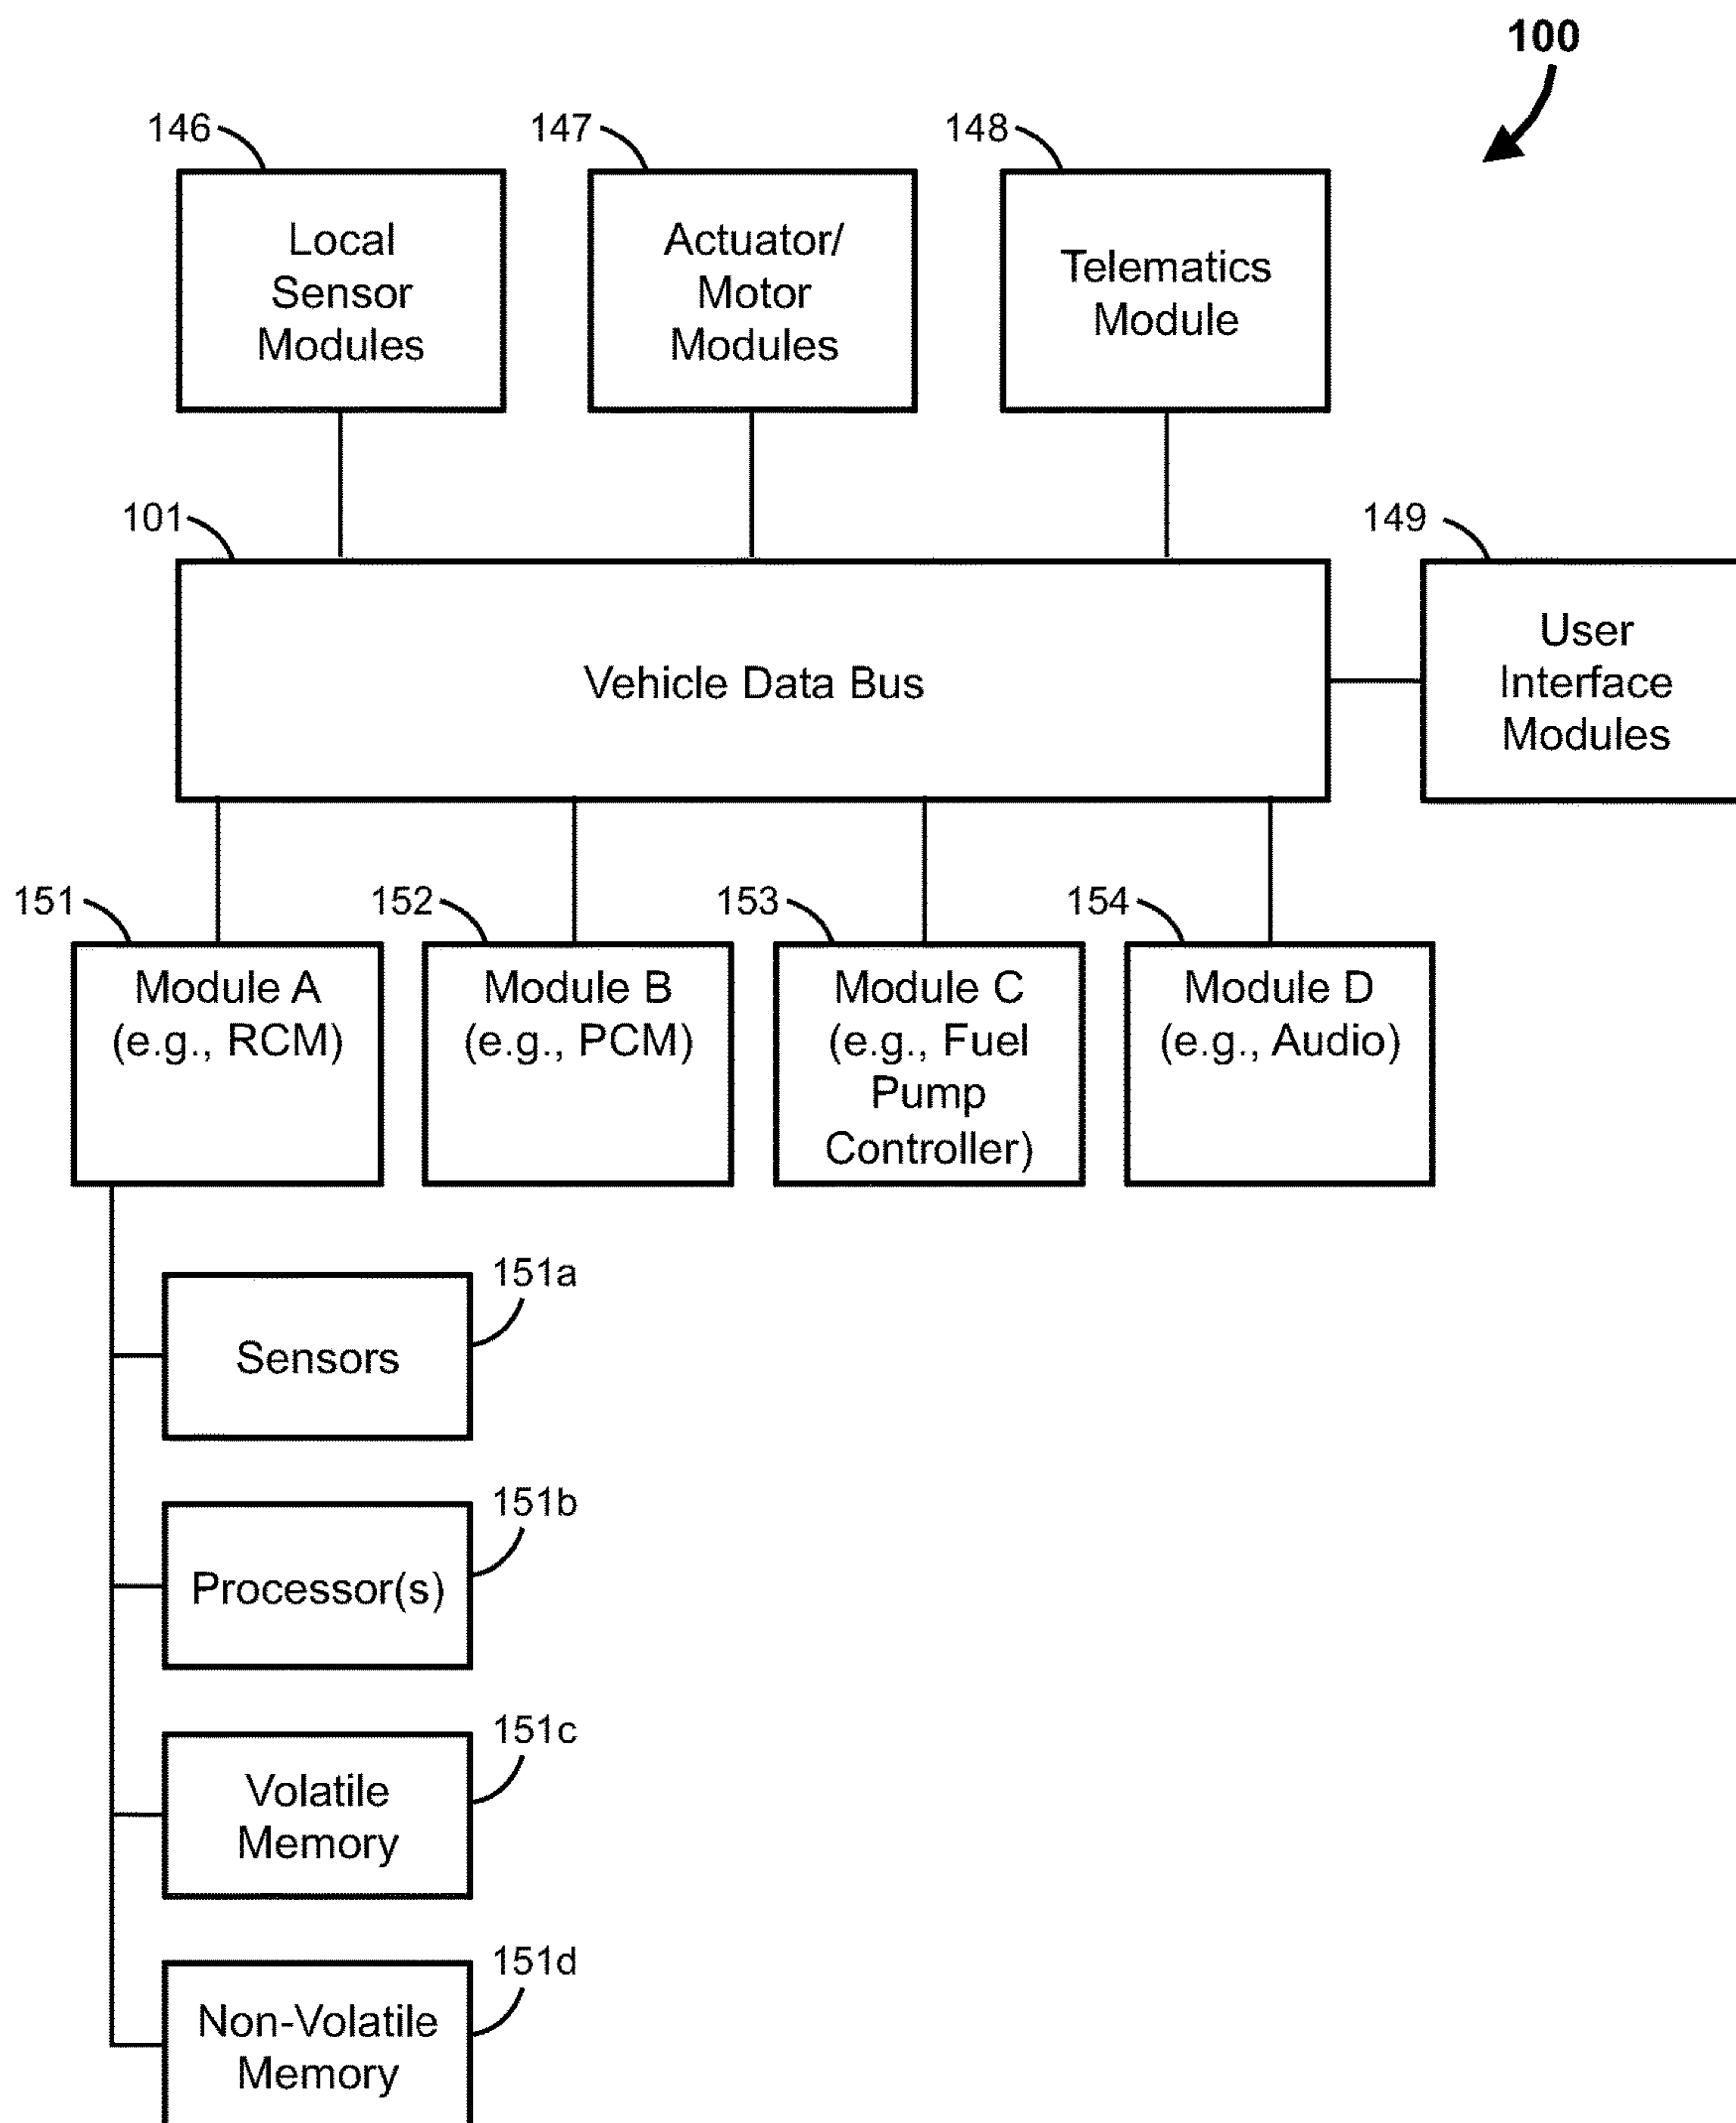 100
146
147
148
Local
Sensor
Modules
Actuator/
Motor
Modules
Telematics
Module
101
149
Vehicle Data Bus
User
Interface
Modules
151
152
153
154
Module A
(e.g., RCM)
Module B
(e.g., PCM)
Module C
(e.g., Fuel
Pump
Controller)
Module D
(e.g., Audio)
151a
Sensors
151b
Processor(s)
151c
Volatile
Memory
151d
Non-Volatile
Memory